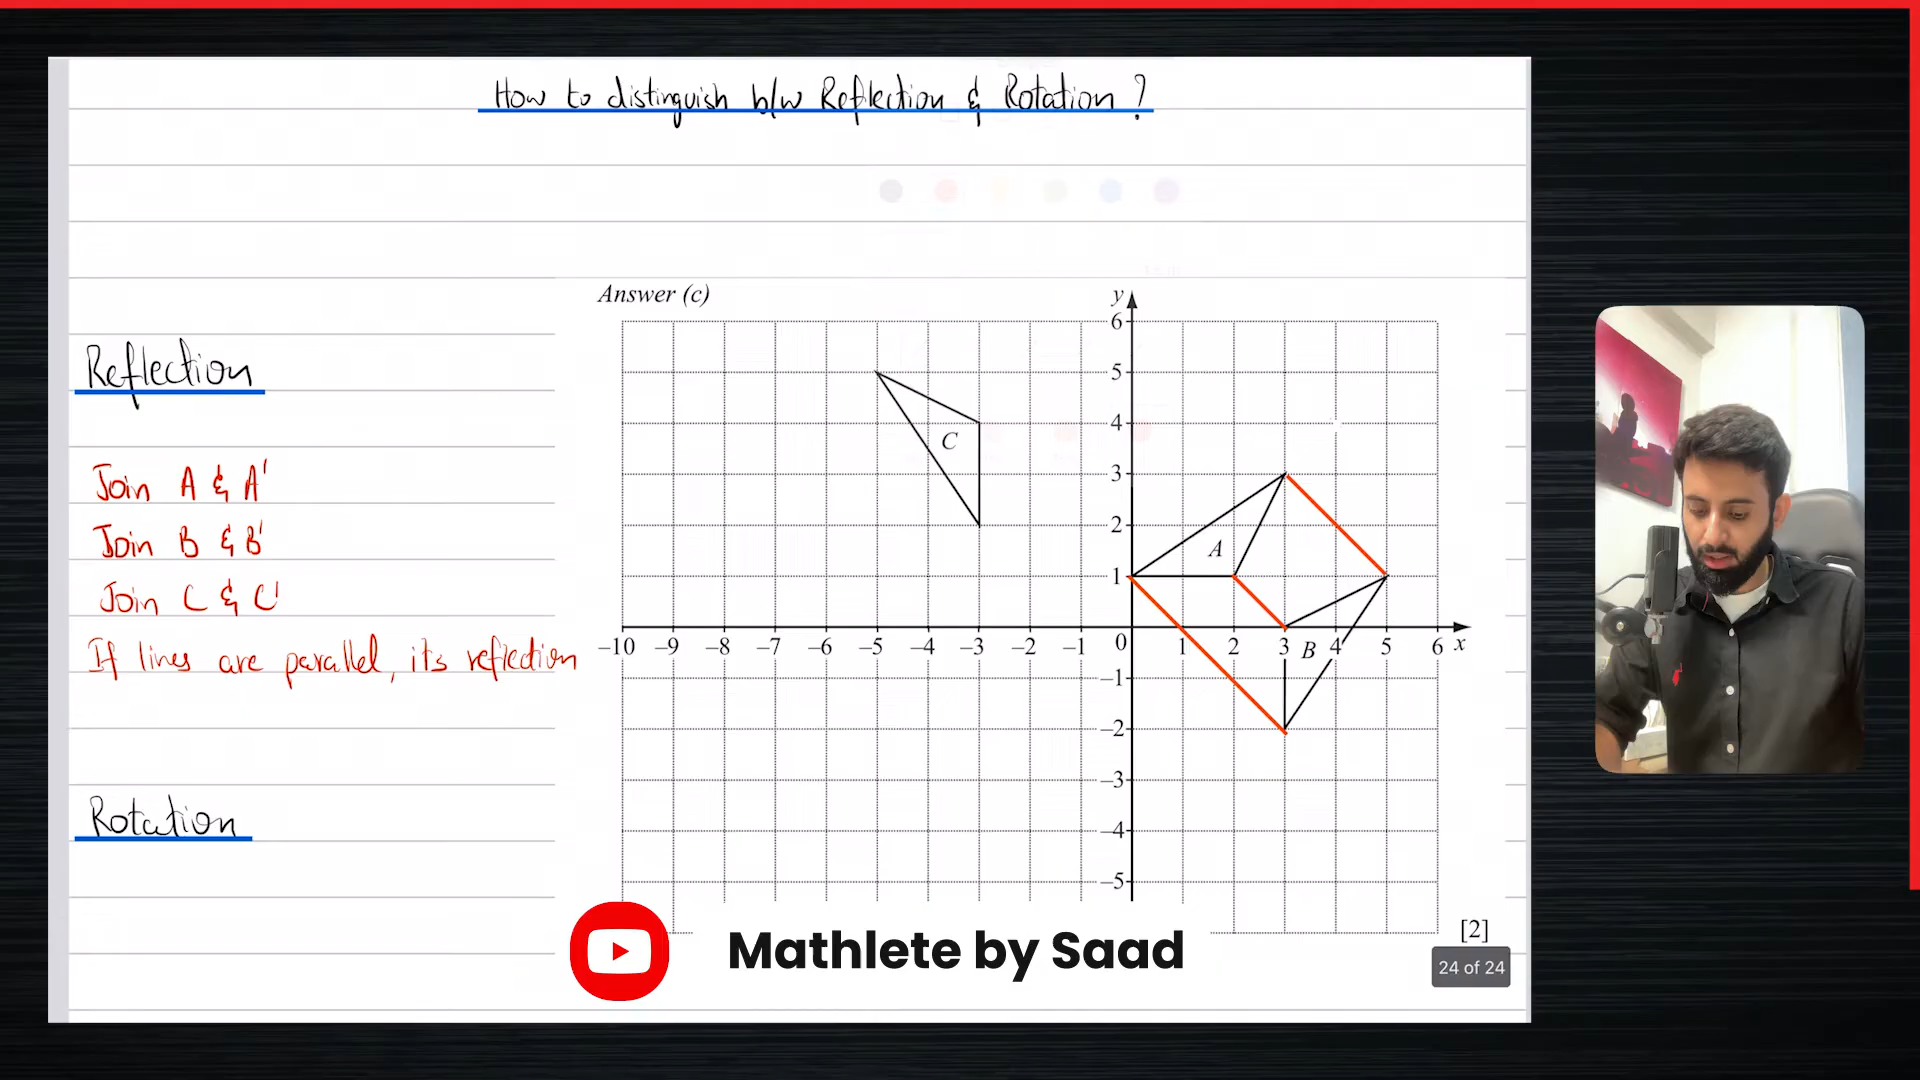 How to distinguish b/w Reflection & Rotation ?
Answer (c)
Reflection
Join A & A'
Join B & B'
Join C & C'
If lines are parallel, its reflection
Rotation
y
6
5
4
3
2
1
–10 –9 –8 –7 –6 –5 –4 –3 –2 –1 0 1 2 3 4 5 6 x
–1
–2
–3
–4
–5
C
A
B
[2]
24 of 24
Mathlete by Saad